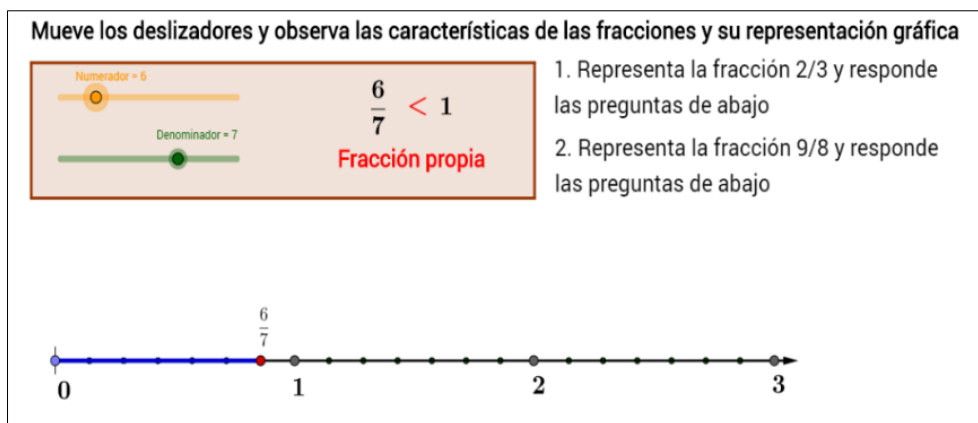 Mueve los deslizadores y observa las características de las fracciones y su representación gráfica
Numerador = 6
Denominador = 7
6/7 < 1
Fracción propia
1. Representa la fracción 2/3 y responde
las preguntas de abajo
2. Representa la fracción 9/8 y responde
las preguntas de abajo
6/7
0 1 2 3